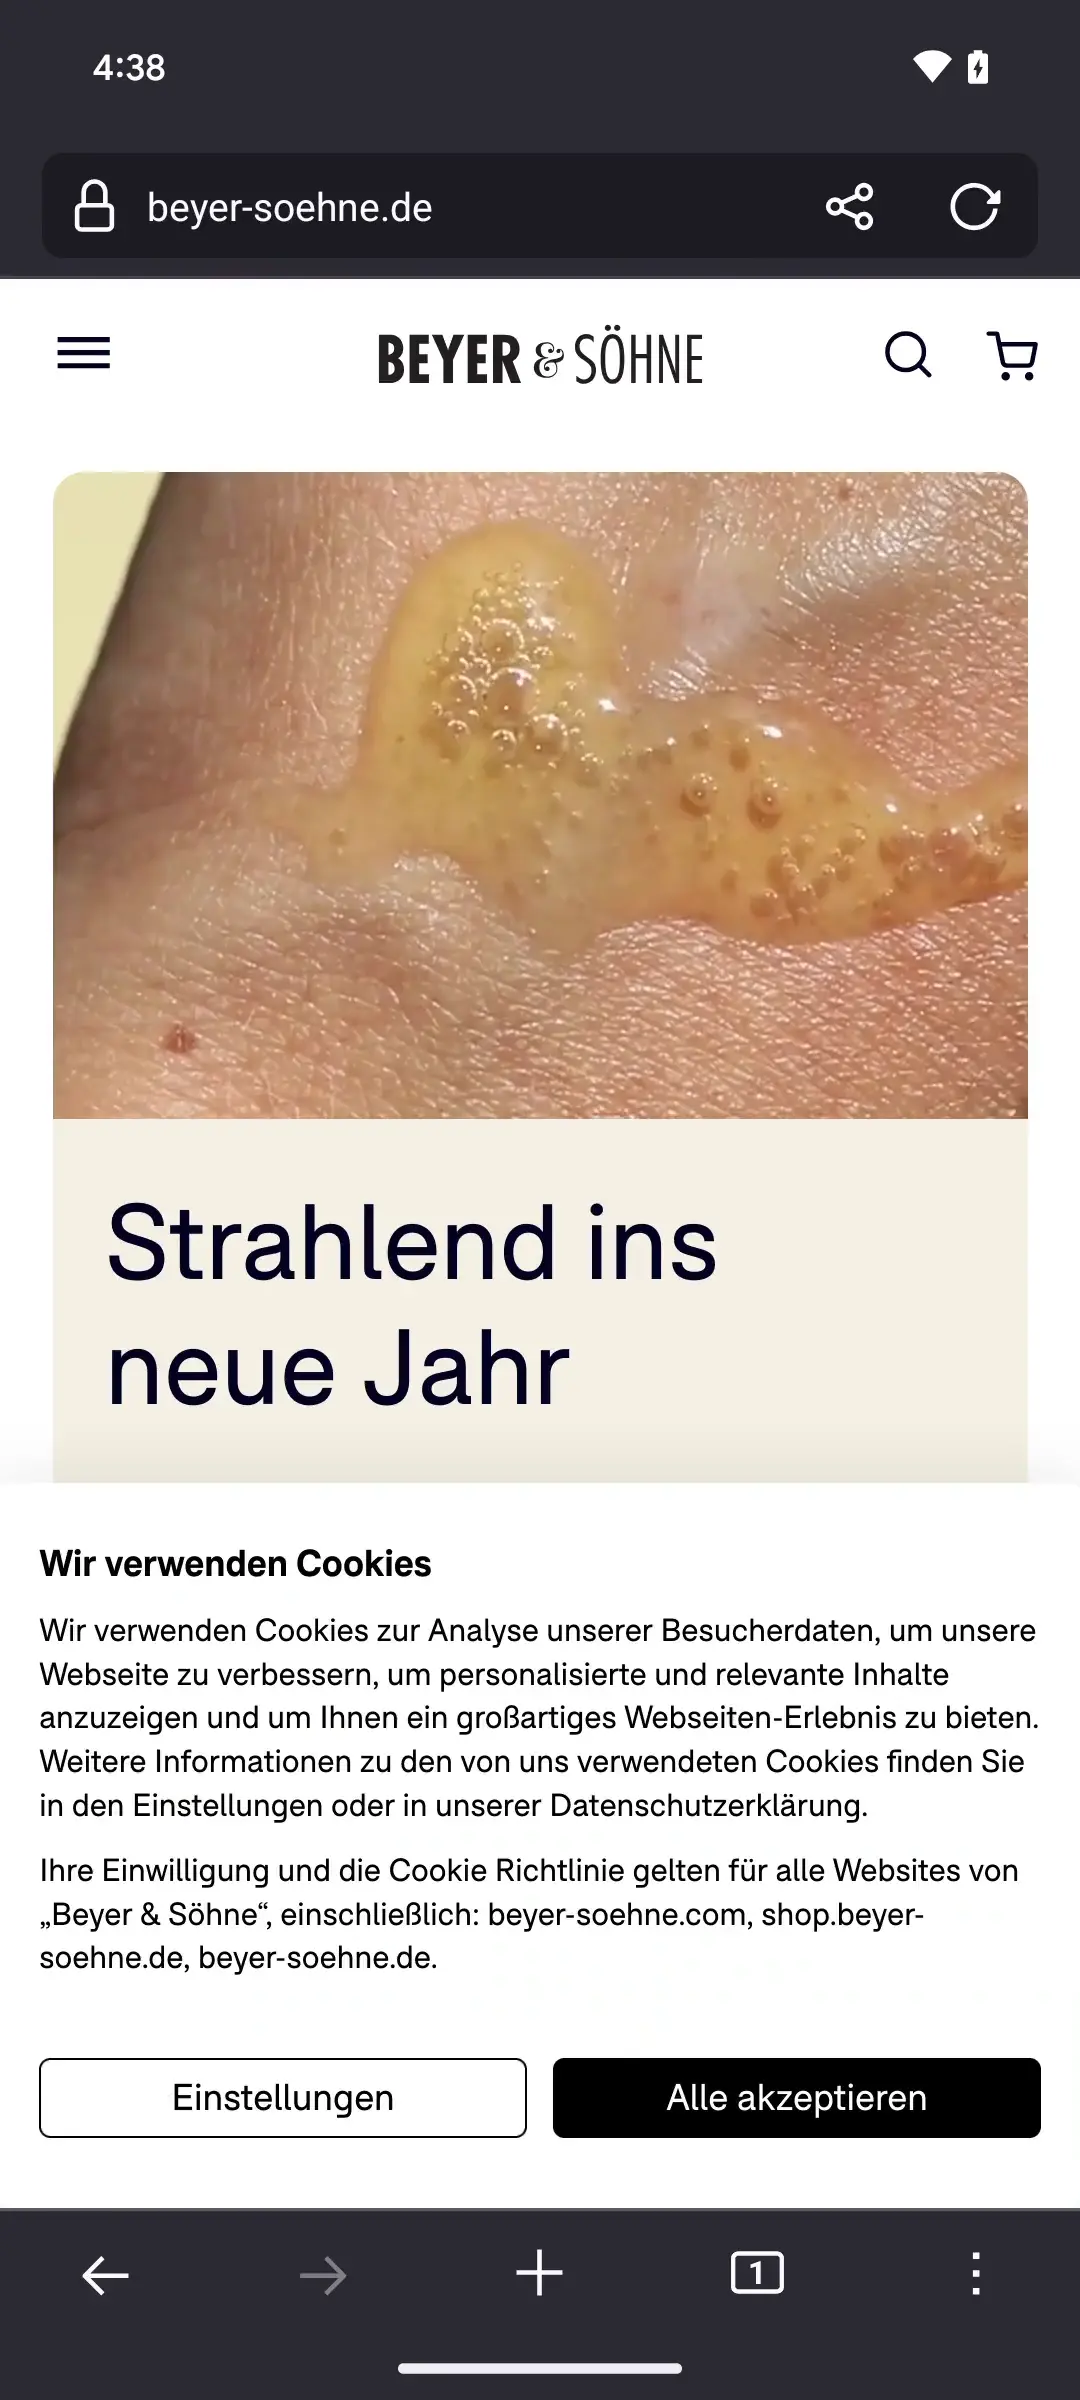 4:38
beyer-soehne.de
BEYER & SÖHNE
Strahlend ins
neue Jahr
Wir verwenden Cookies
Wir verwenden Cookies zur Analyse unserer Besucherdaten, um unsere
Webseite zu verbessern, um personalisierte und relevante Inhalte
anzuzeigen und um Ihnen ein großartiges Webseiten-Erlebnis zu bieten.
Weitere Informationen zu den von uns verwendeten Cookies finden Sie
in den Einstellungen oder in unserer Datenschutzerklärung.
Ihre Einwilligung und die Cookie Richtlinie gelten für alle Websites von
„Beyer & Söhne“, einschließlich: beyer-soehne.com, shop.beyer-
soehne.de, beyer-soehne.de.
Einstellungen
Alle akzeptieren
1